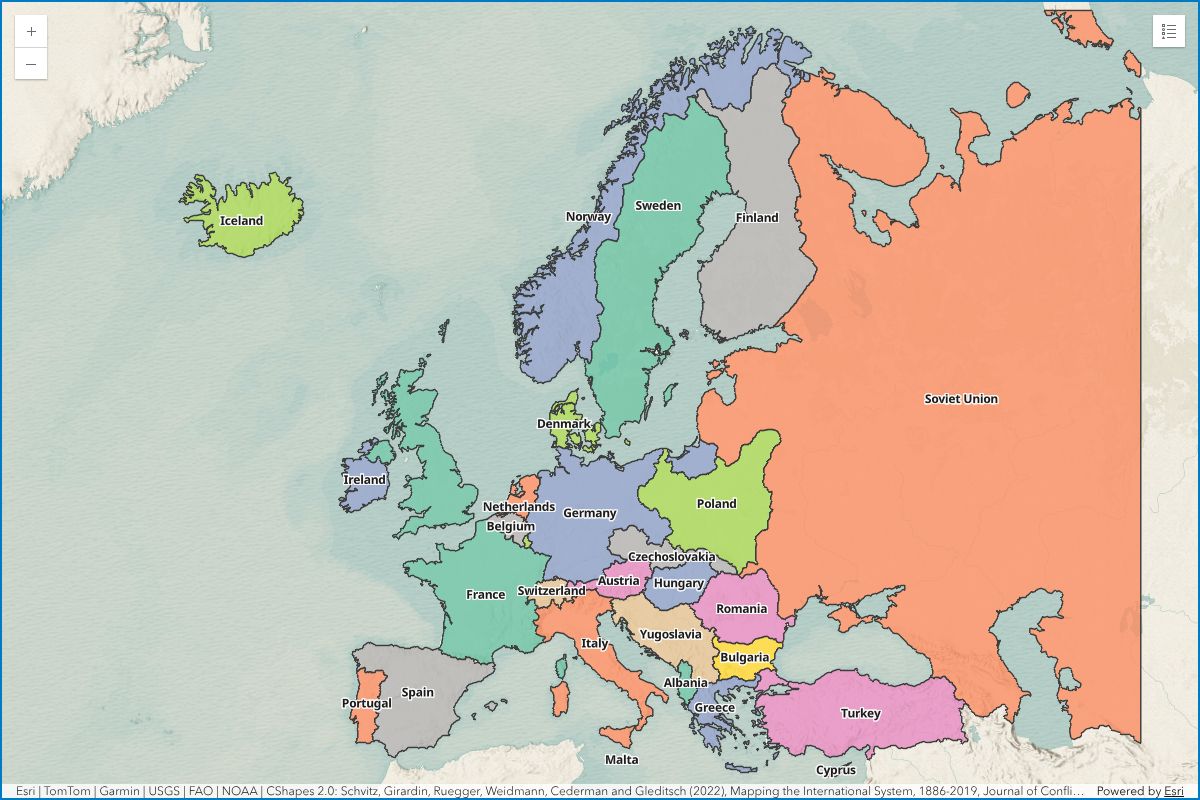 +
−
Iceland
Norway
Sweden
Finland
Soviet Union
Denmark
Ireland
Netherlands
Germany
Poland
Belgium
Czechoslovakia
Austria
Hungary
Switzerland
France
Romania
Yugoslavia
Italy
Bulgaria
Albania
Spain
Portugal
Greece
Turkey
Malta
Cyprus
Esri | TomTom | Garmin | USGS | FAO | NOAA | CShapes 2.0: Schvitz, Girardin, Ruegger, Weidmann, Cederman and Gleditsch (2022), Mapping the International System, 1886-2019, Journal of Confli... Powered by Esri